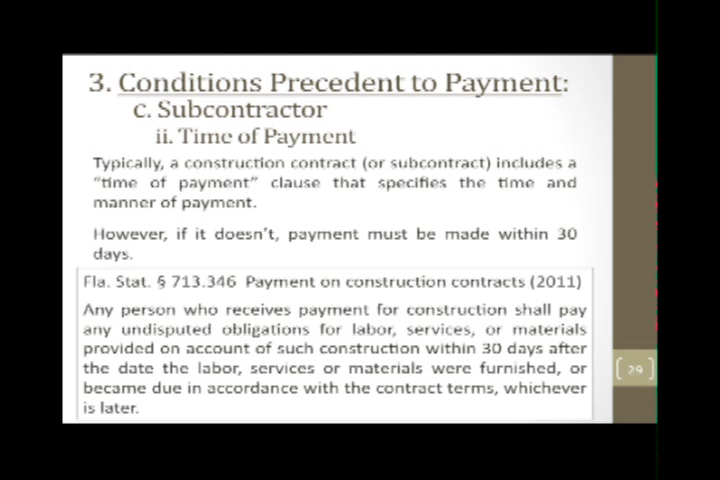 3. Conditions Precedent to Payment:
c. Subcontractor
ii. Time of Payment
Typically, a construction contract (or subcontract) includes a
“time of payment” clause that specifies the time and
manner of payment.
However, if it doesn’t, payment must be made within 30
days.
Fla. Stat. § 713.346 Payment on construction contracts (2011)
Any person who receives payment for construction shall pay
any undisputed obligations for labor, services, or materials
provided on account of such construction within 30 days after
the date the labor, services or materials were furnished, or
became due in accordance with the contract terms, whichever
is later.
29